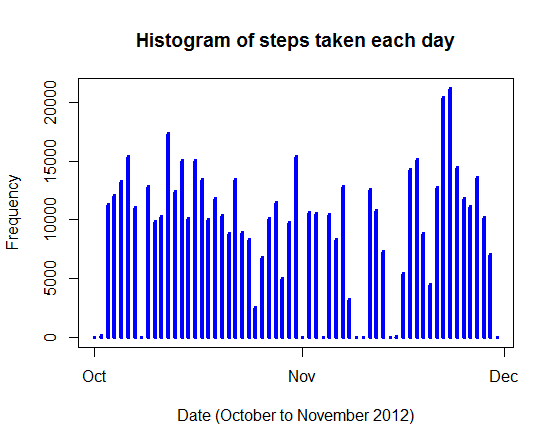 Histogram of steps taken each day
Frequency
20000
15000
10000
5000
0
Oct Nov Dec
Date (October to November 2012)